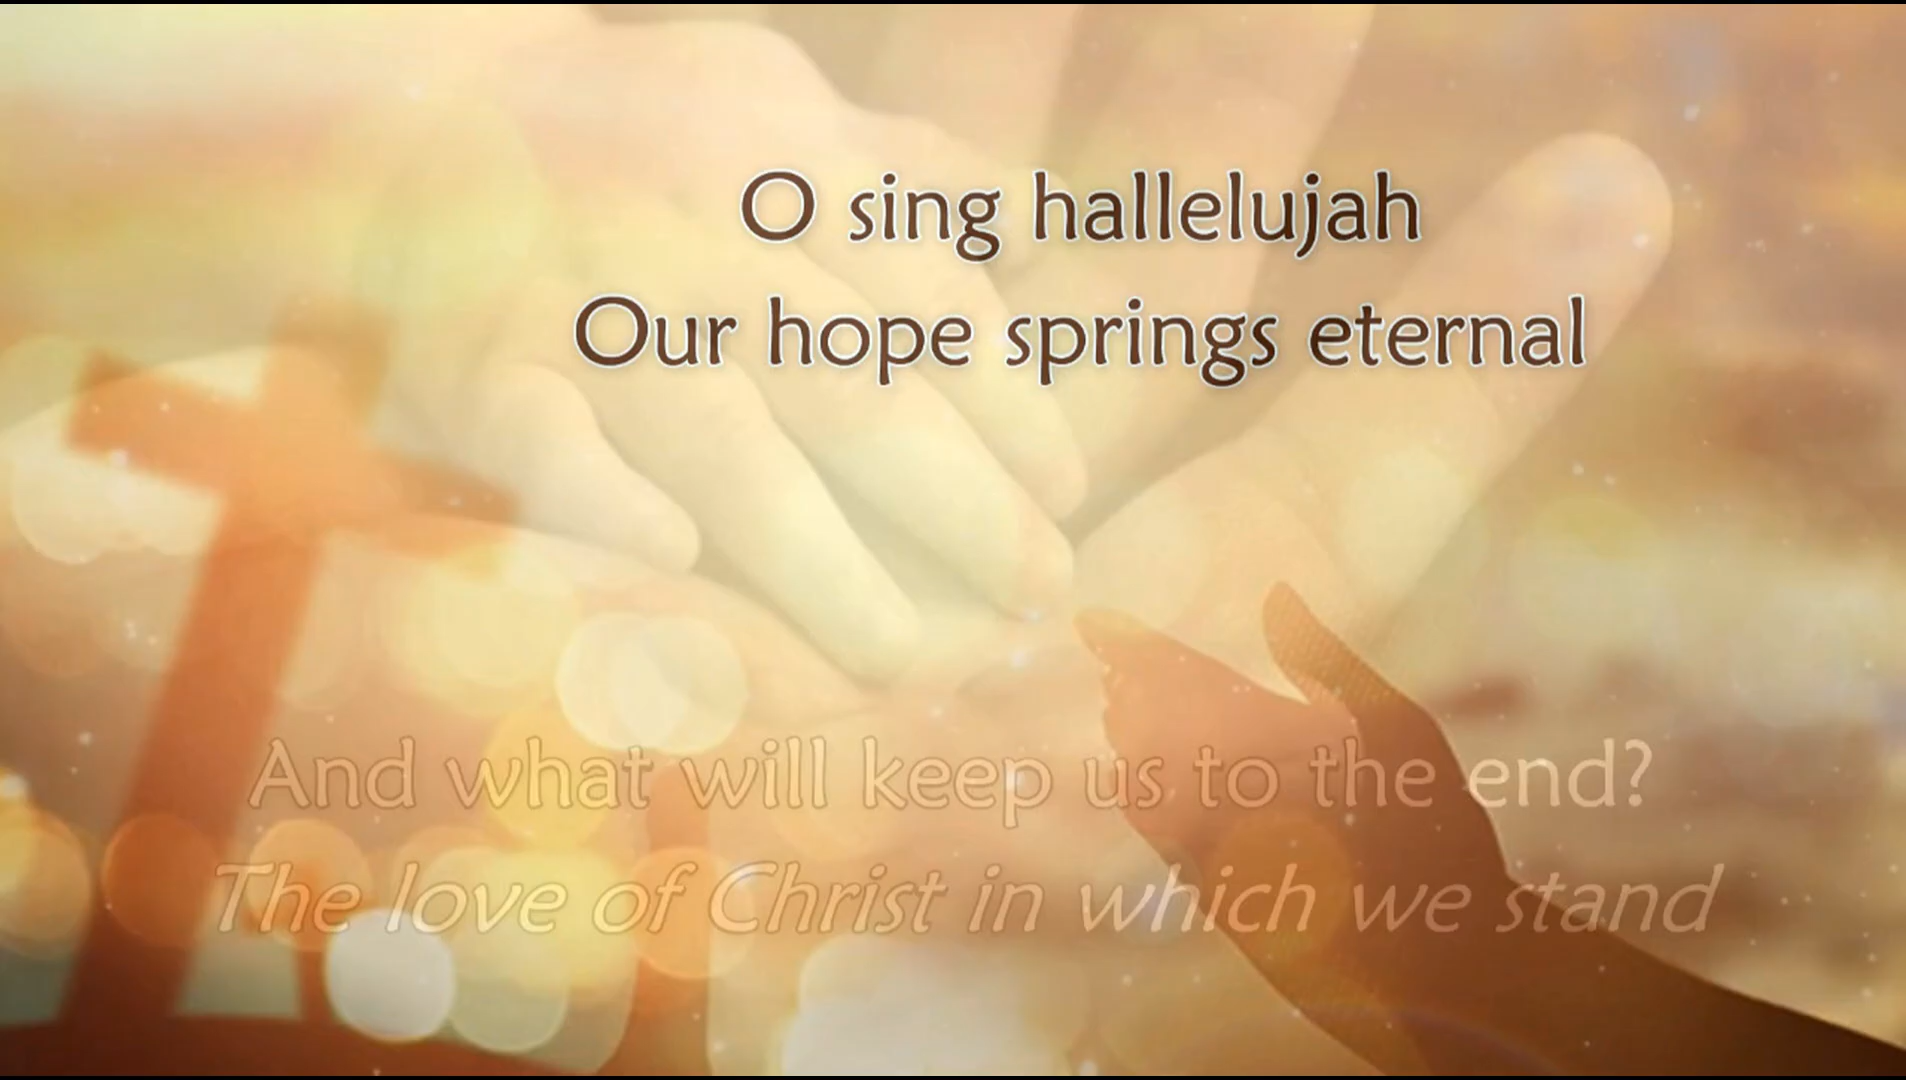 O sing hallelujah
Our hope springs eternal
And what will keep us to the end?
The love of Christ in which we stand